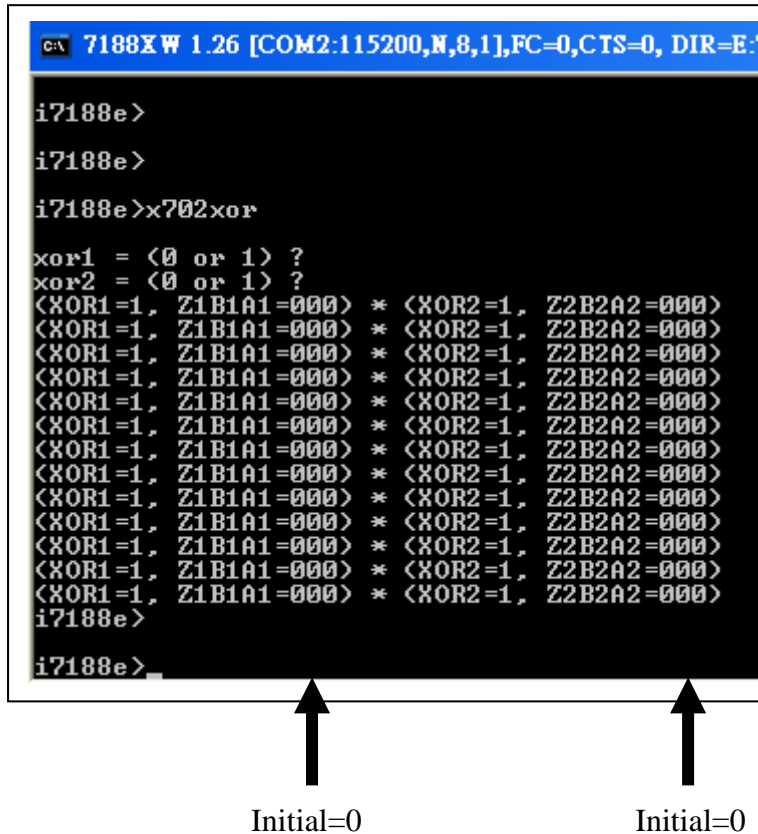 7188XW 1.26 [COM2:115200,N,8,1],FC=0,CTS=0, DIR=E:
i7188e>
i7188e>
i7188e>x702xor
xor1 = (0 or 1) ?
xor2 = (0 or 1) ?
(XOR1=1, Z1B1A1=000) * (XOR2=1, Z2B2A2=000)
(XOR1=1, Z1B1A1=000) * (XOR2=1, Z2B2A2=000)
(XOR1=1, Z1B1A1=000) * (XOR2=1, Z2B2A2=000)
(XOR1=1, Z1B1A1=000) * (XOR2=1, Z2B2A2=000)
(XOR1=1, Z1B1A1=000) * (XOR2=1, Z2B2A2=000)
(XOR1=1, Z1B1A1=000) * (XOR2=1, Z2B2A2=000)
(XOR1=1, Z1B1A1=000) * (XOR2=1, Z2B2A2=000)
(XOR1=1, Z1B1A1=000) * (XOR2=1, Z2B2A2=000)
(XOR1=1, Z1B1A1=000) * (XOR2=1, Z2B2A2=000)
(XOR1=1, Z1B1A1=000) * (XOR2=1, Z2B2A2=000)
(XOR1=1, Z1B1A1=000) * (XOR2=1, Z2B2A2=000)
(XOR1=1, Z1B1A1=000) * (XOR2=1, Z2B2A2=000)
(XOR1=1, Z1B1A1=000) * (XOR2=1, Z2B2A2=000)
i7188e>
i7188e>_
Initial=0 Initial=0